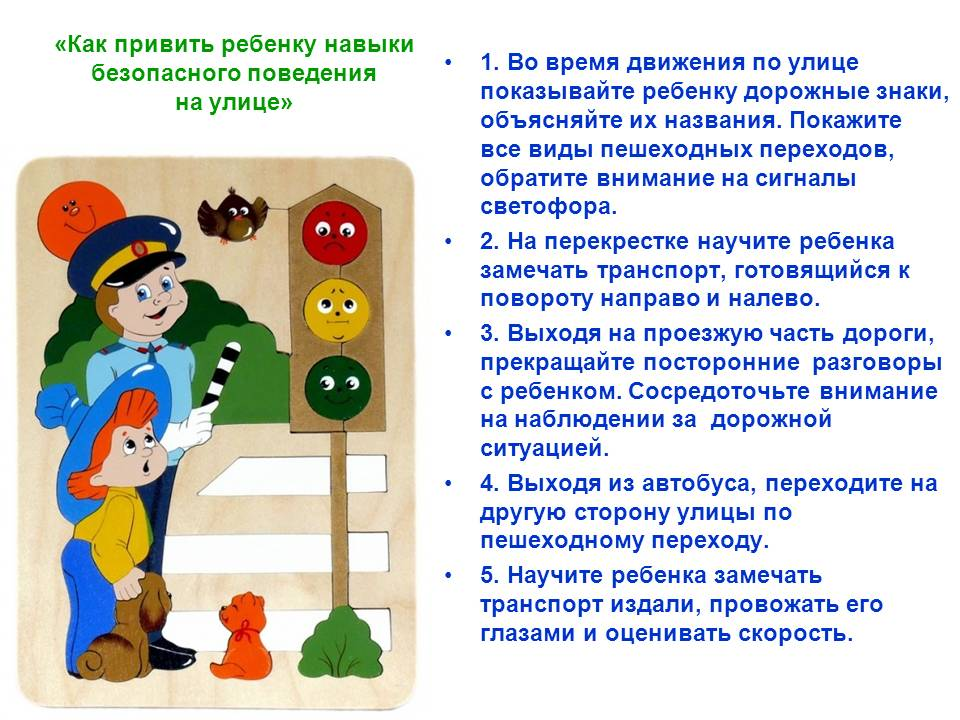 «Как привить ребенку навыки
безопасного поведения
на улице»
• 1. Во время движения по улице
показывайте ребенку дорожные знаки,
объясняйте их названия. Покажите
все виды пешеходных переходов,
обратите внимание на сигналы
светофора.
• 2. На перекрестке научите ребенка
замечать транспорт, готовящийся к
повороту направо и налево.
• 3. Выходя на проезжую часть дороги,
прекращайте посторонние разговоры
с ребенком. Сосредоточьте внимание
на наблюдении за дорожной
ситуацией.
• 4. Выходя из автобуса, переходите на
другую сторону улицы по
пешеходному переходу.
• 5. Научите ребенка замечать
транспорт издали, провожать его
глазами и оценивать скорость.